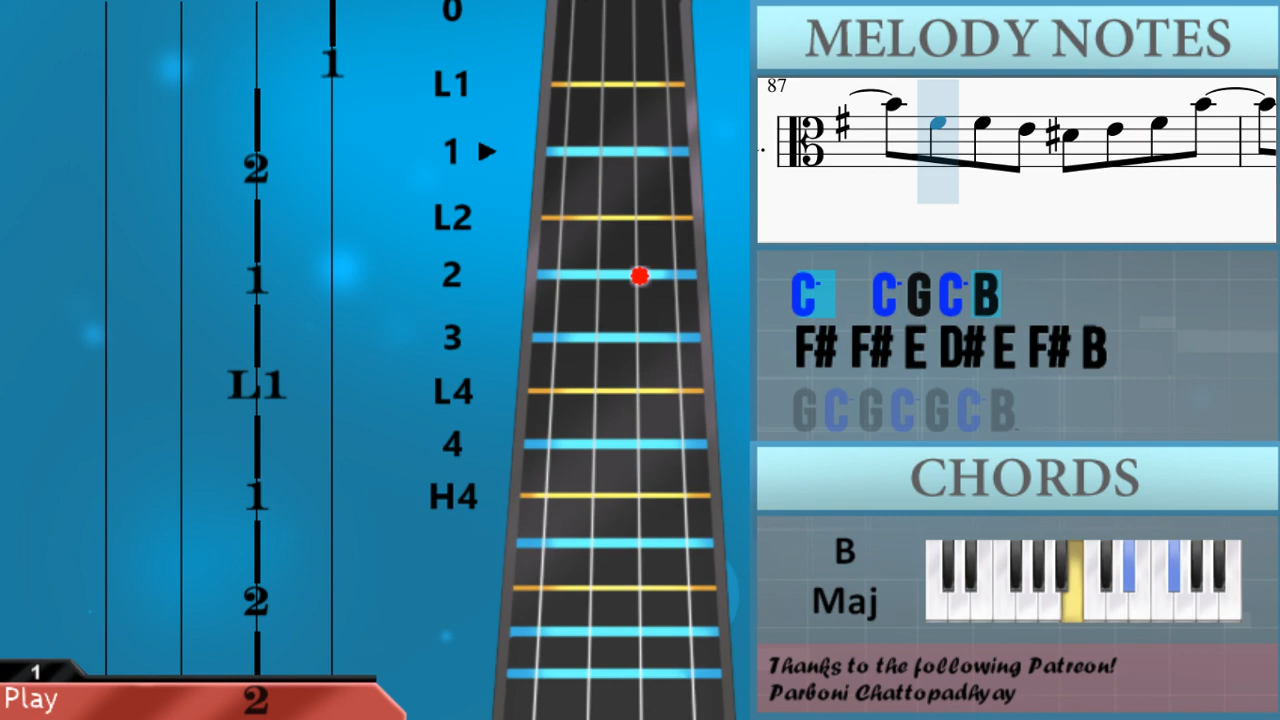 0
1
L1
1
2
L2
1
2
3
L1
L4
4
1
H4
2
1
Play
2
MELODY NOTES
87
C C G C B
F# F# E D# E F# B
G C G C G C B
CHORDS
B
Maj
Thanks to the following Patreon!
Parboni Chattopadhyay